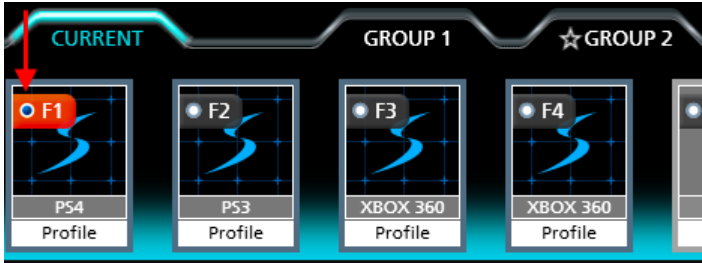 CURRENT GROUP 1 ☆ GROUP 2
F1 F2 F3 F4
PS4 PS3 XBOX 360 XBOX 360
Profile Profile Profile Profile